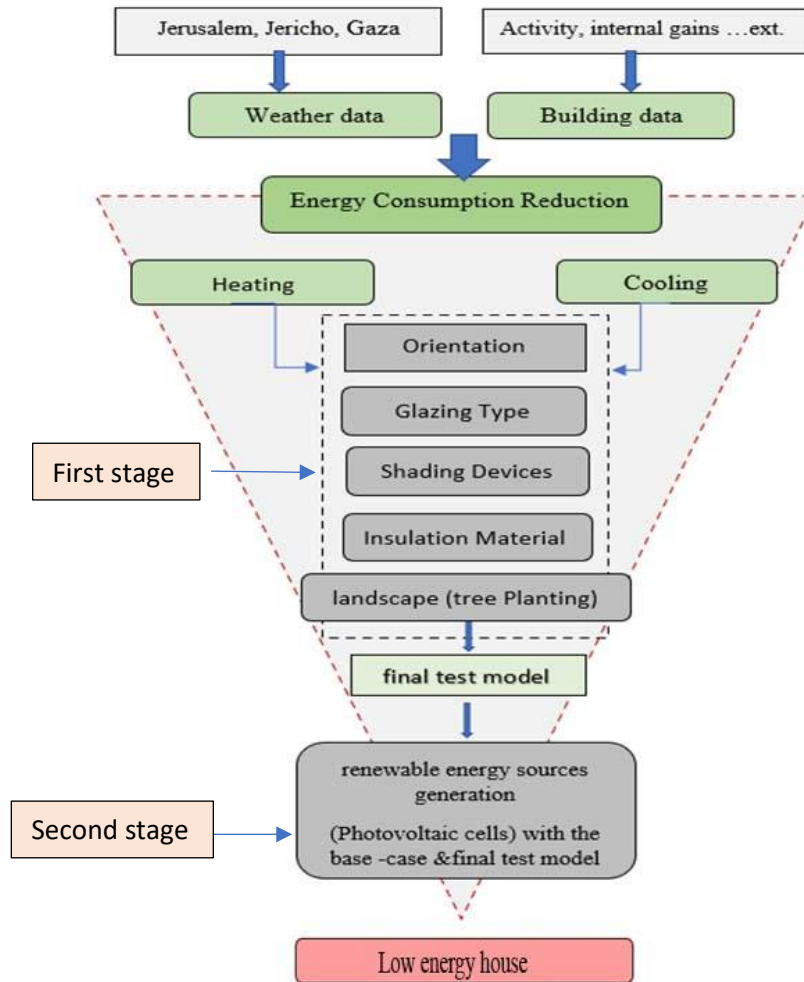 Jerusalem, Jericho, Gaza
Activity, internal gains …ext.
Weather data
Building data
Energy Consumption Reduction
Heating
Cooling
Orientation
Glazing Type
First stage
Shading Devices
Insulation Material
landscape (tree Planting)
final test model
renewable energy sources
generation
Second stage
(Photovoltaic cells) with the
base -case &final test model
Low energy house